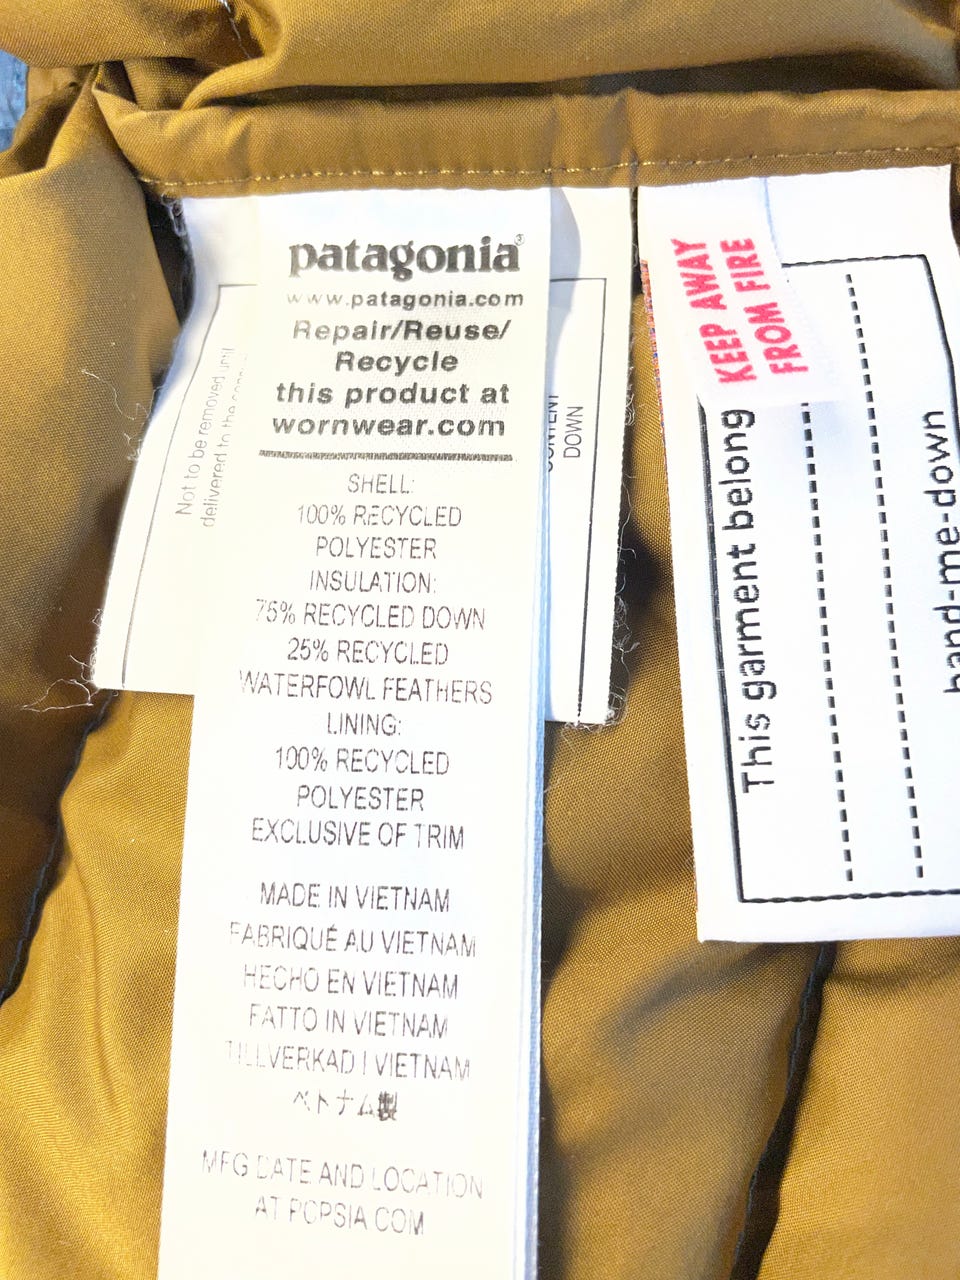 patagonia®
www.patagonia.com
Repair/Reuse/
Recycle
this product at
wornwear.com
SHELL:
100% RECYCLED
POLYESTER
INSULATION:
75% RECYCLED DOWN
25% RECYCLED
WATERFOWL FEATHERS
LINING:
100% RECYCLED
POLYESTER
EXCLUSIVE OF TRIM
MADE IN VIETNAM
FABRIQUÉ AU VIETNAM
HECHO EN VIETNAM
FATTO IN VIETNAM
TILLVERKAD I VIETNAM
ベトナム製
MFG DATE AND LOCATION
AT POPSIA.COM
Not to be removed until
delivered to the
CONTENT
DOWN
KEEP AWAY
FROM FIRE
This garment belong
hand-me-down